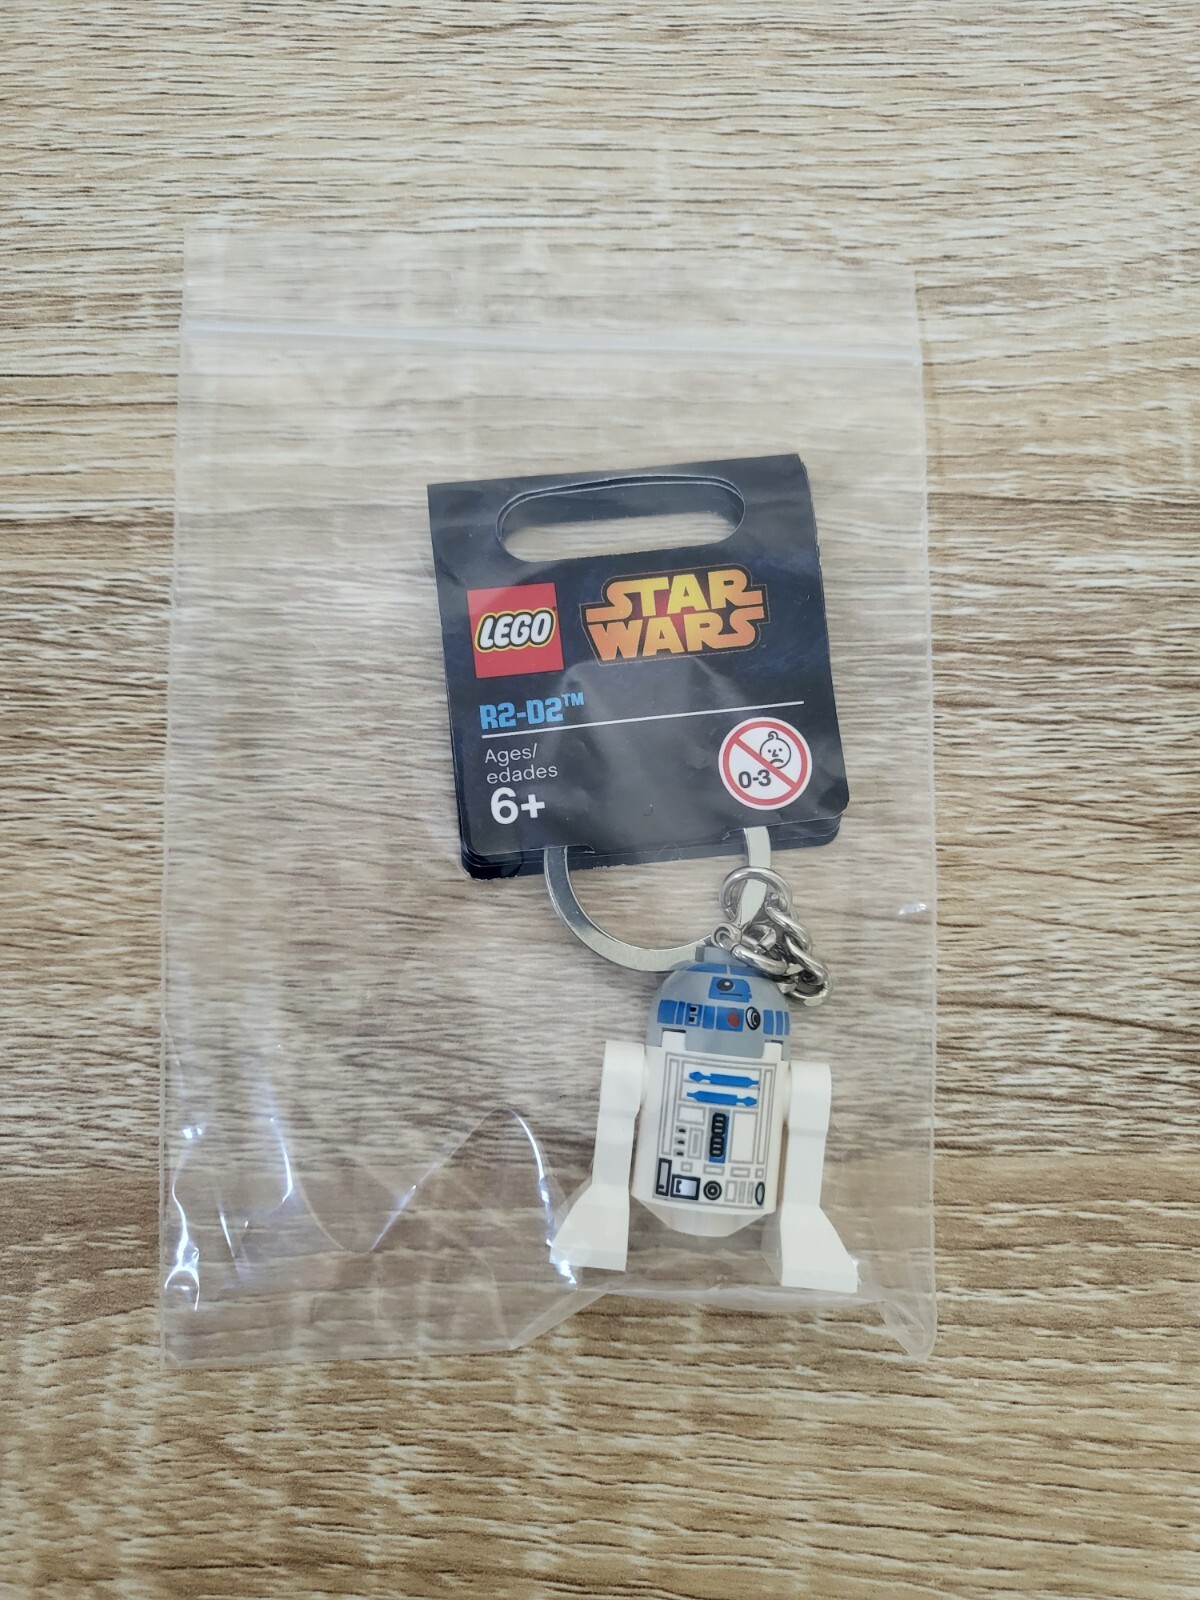 LEGO
STAR
WARS
R2-D2™
Ages/
edades
6+
0-3